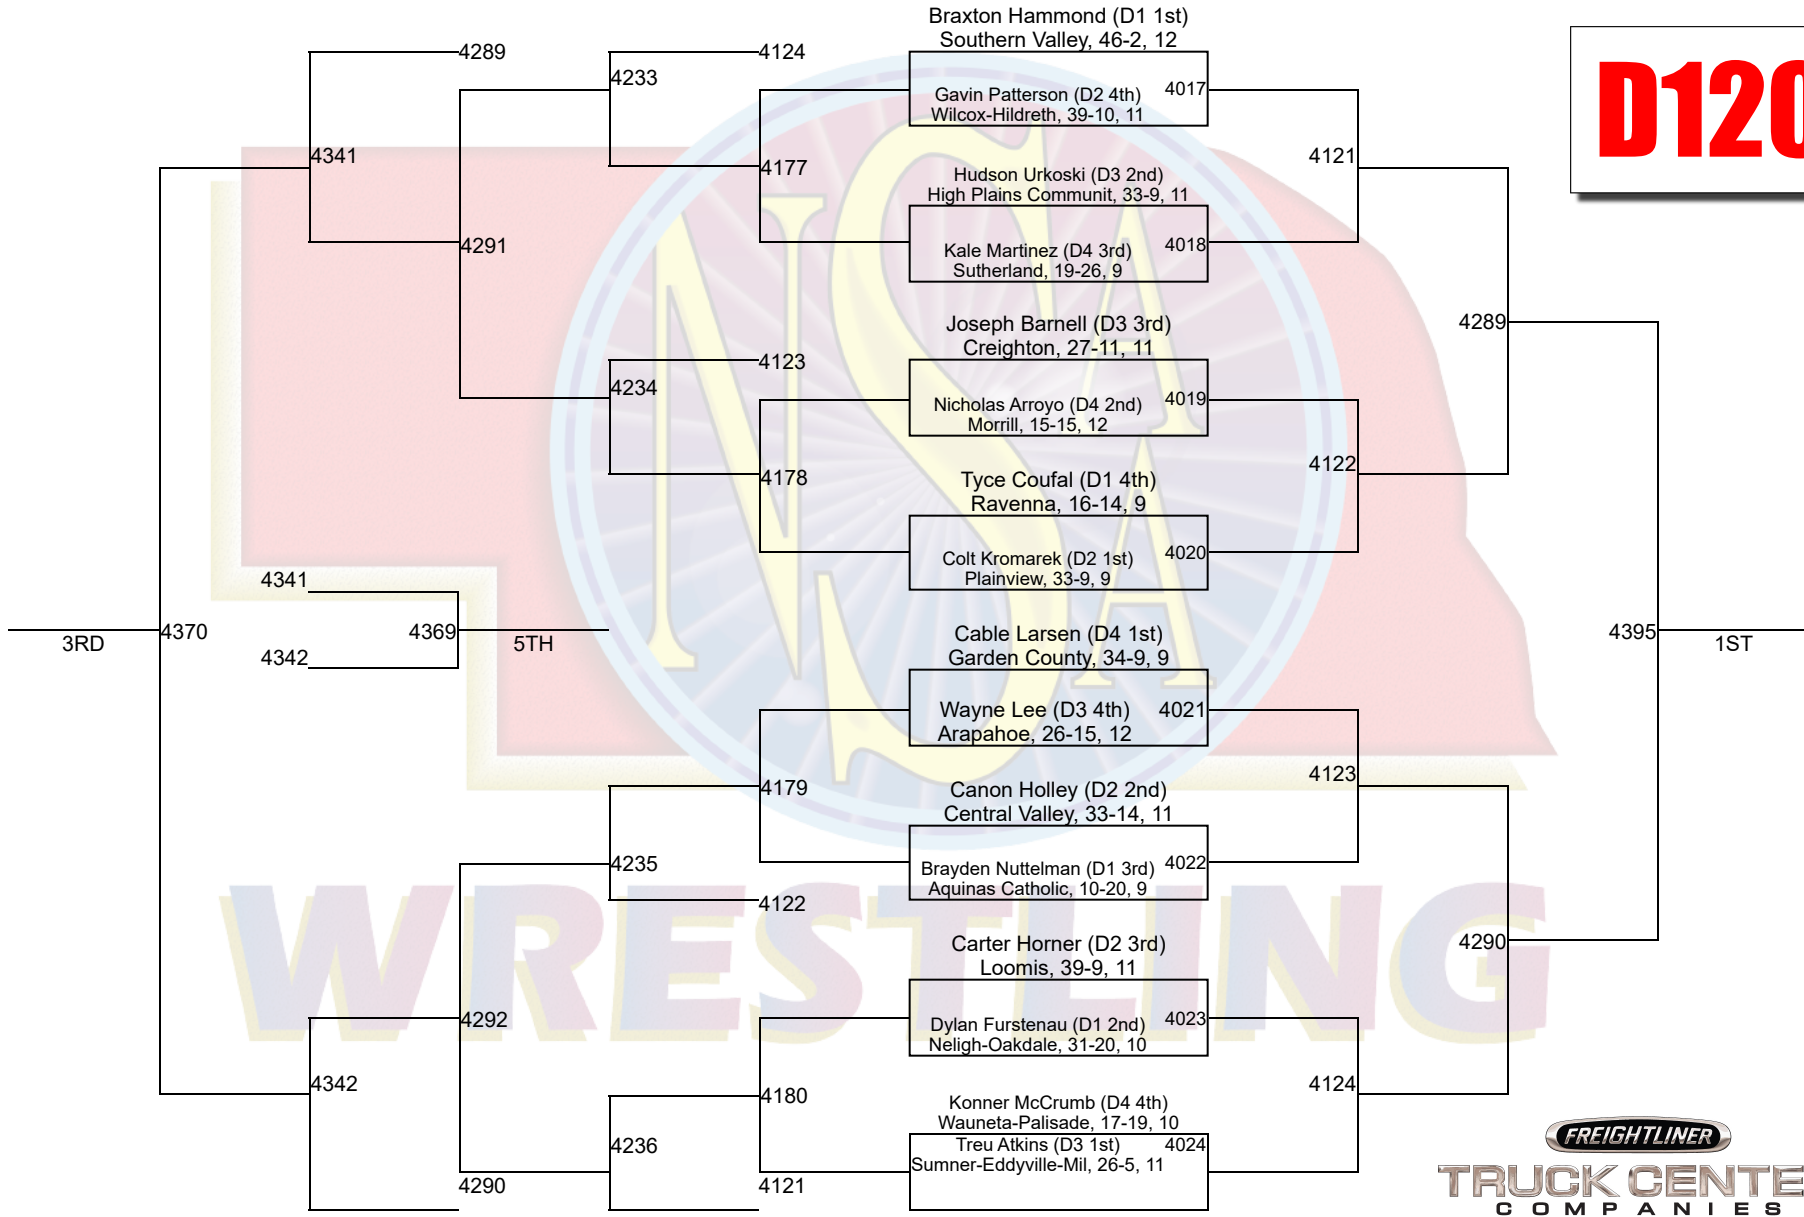 Braxton Hammond (D1 1st)
Southern Valley, 46-2, 12
4289
4124
4233
Gavin Patterson (D2 4th)
4017
Wilcox-Hildreth, 39-10, 11
D120
4341
4177
4121
Hudson Urkoski (D3 2nd)
High Plains Communit, 33-9, 11
4291
Kale Martinez (D4 3rd)
4018
Sutherland, 19-26, 9
Joseph Barnell (D3 3rd)
4289
Creighton, 27-11, 11
4123
4234
Nicholas Arroyo (D4 2nd)
4019
Morrill, 15-15, 12
4178
4122
Tyce Coufal (D1 4th)
Ravenna, 16-14, 9
Colt Kromarek (D2 1st)
4020
Plainview, 33-9, 9
4341
3RD
4370
4369
5TH
4342
Cable Larsen (D4 1st)
Garden County, 34-9, 9
4395
1ST
Wayne Lee (D3 4th)
4021
Arapahoe, 26-15, 12
4179
4123
Canon Holley (D2 2nd)
Central Valley, 33-14, 11
4235
Brayden Nuttelman (D1 3rd)
4022
Aquinas Catholic, 10-20, 9
4122
Carter Horner (D2 3rd)
4290
Loomis, 39-9, 11
4292
Dylan Furstenau (D1 2nd)
4023
Neligh-Oakdale, 31-20, 10
4342
4180
4124
Konner McCrumb (D4 4th)
Wauneta-Palisade, 17-19, 10
4236
Treu Atkins (D3 1st)
4024
Sumner-Eddyville-Mil, 26-5, 11
4290
4121
NSAA
WRESTLING
FREIGHTLINER
TRUCK CENTE
COMPANIES